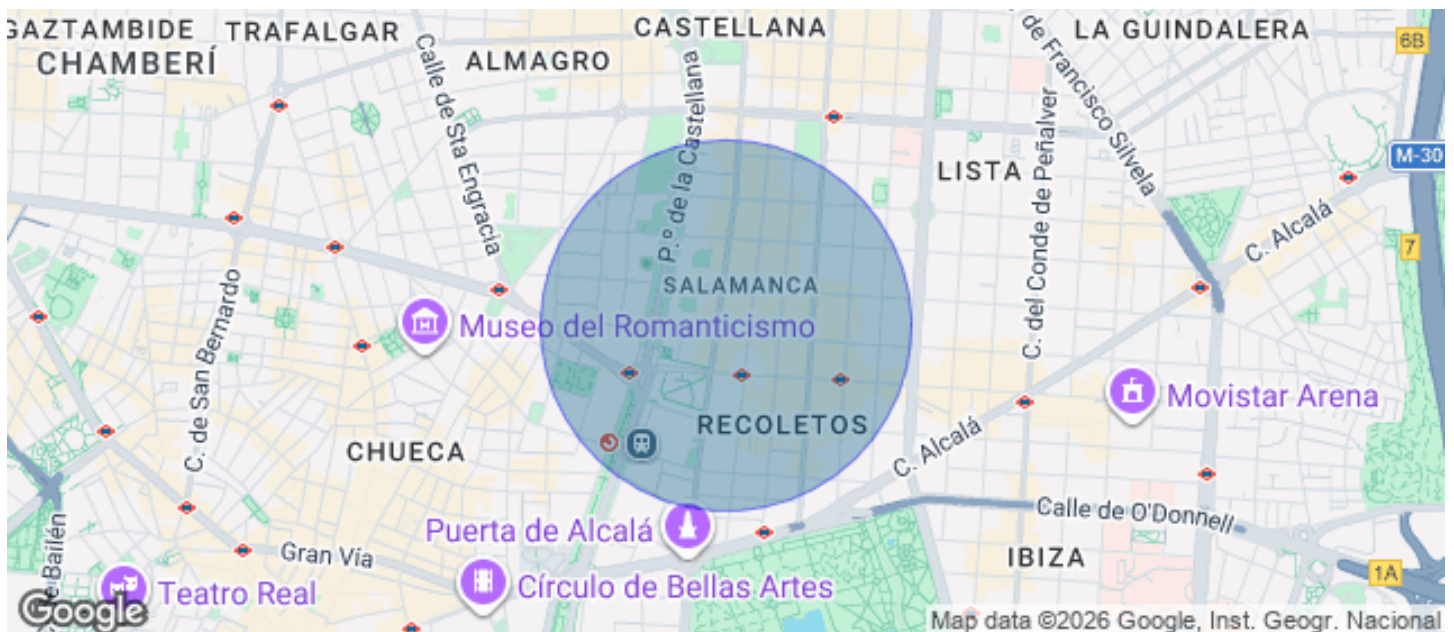 GAZTAMBIDE
TRAFALGAR
CASTELLANA
LA GUINDALERA
6B
CHAMBERÍ
ALMAGRO
Calle de Sta Engracia
P.º de la Castellana
de Francisco Silvela
C. del Conde de Peñalver
LISTA
M-30
C. Alcalá
7
SALAMANCA
C. de San Bernardo
Museo del Romanticismo
Movistar Arena
RECOLETOS
CHUECA
C. Alcalá
Puerta de Alcalá
Calle de O'Donnell
Bailén
Gran Vía
IBIZA
1A
Teatro Real
Círculo de Bellas Artes
Google
Map data ©2026 Google, Inst. Geogr. Nacional